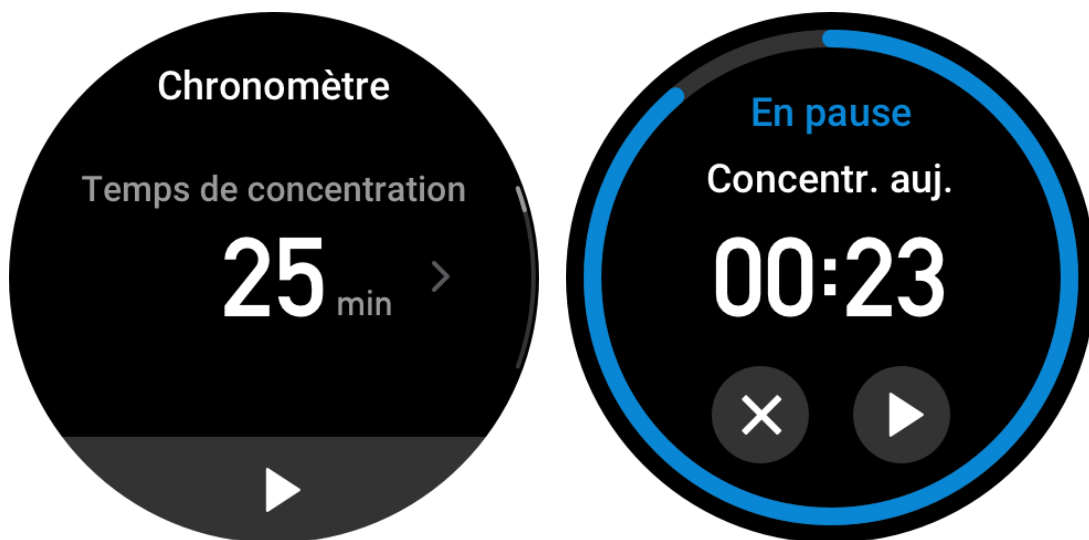 Chronomètre
Temps de concentration
25 min
En pause
Concentr. auj.
00:23